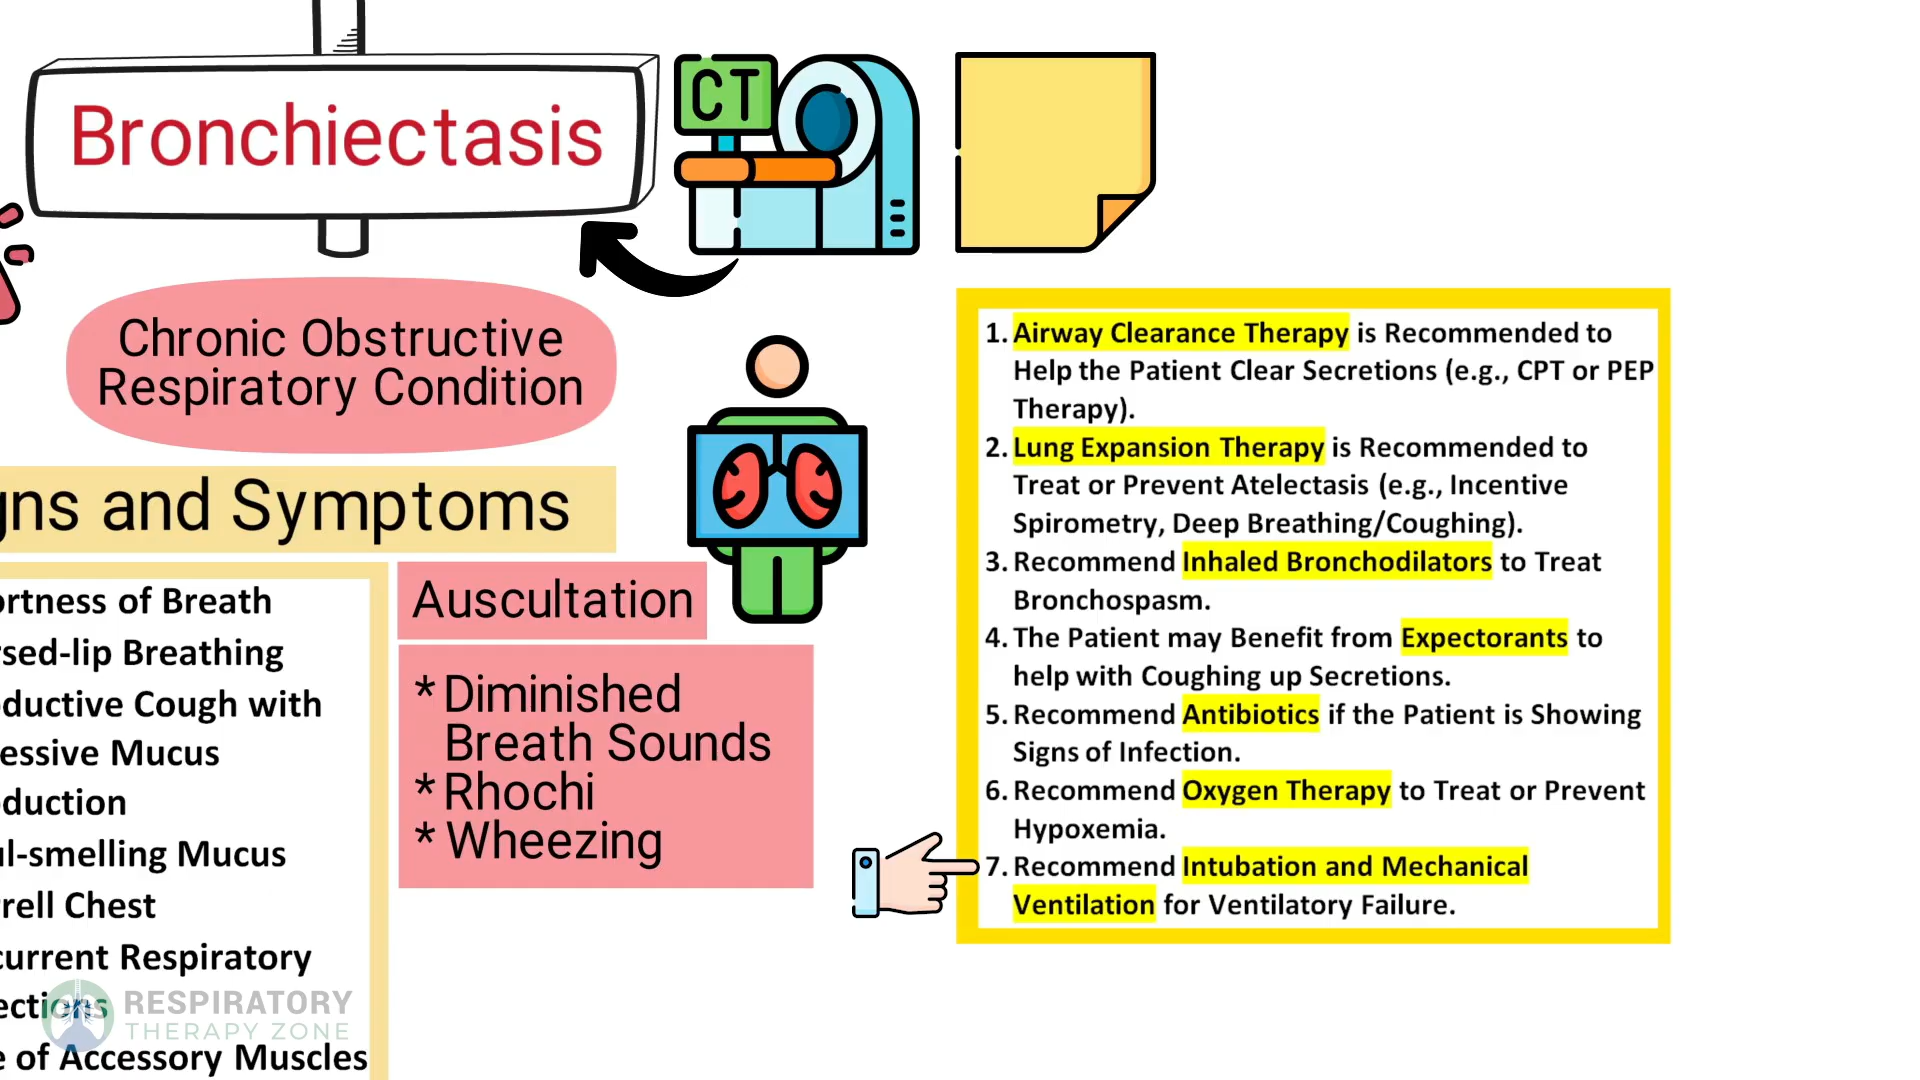 Bronchiectasis
CT
Chronic Obstructive
Respiratory Condition
gns and Symptoms
ortness of Breath
rsed-lip Breathing
ductive Cough with
essive Mucus
duction
l-smelling Mucus
rell Chest
current Respiratory
ections
e of Accessory Muscles
Auscultation
* Diminished
Breath Sounds
* Rhochi
* Wheezing
1. Airway Clearance Therapy is Recommended to
Help the Patient Clear Secretions (e.g., CPT or PEP
Therapy).
2. Lung Expansion Therapy is Recommended to
Treat or Prevent Atelectasis (e.g., Incentive
Spirometry, Deep Breathing/Coughing).
3. Recommend Inhaled Bronchodilators to Treat
Bronchospasm.
4. The Patient may Benefit from Expectorants to
help with Coughing up Secretions.
5. Recommend Antibiotics if the Patient is Showing
Signs of Infection.
6. Recommend Oxygen Therapy to Treat or Prevent
Hypoxemia.
7. Recommend Intubation and Mechanical
Ventilation for Ventilatory Failure.
RESPIRATORY
THERAPY ZONE